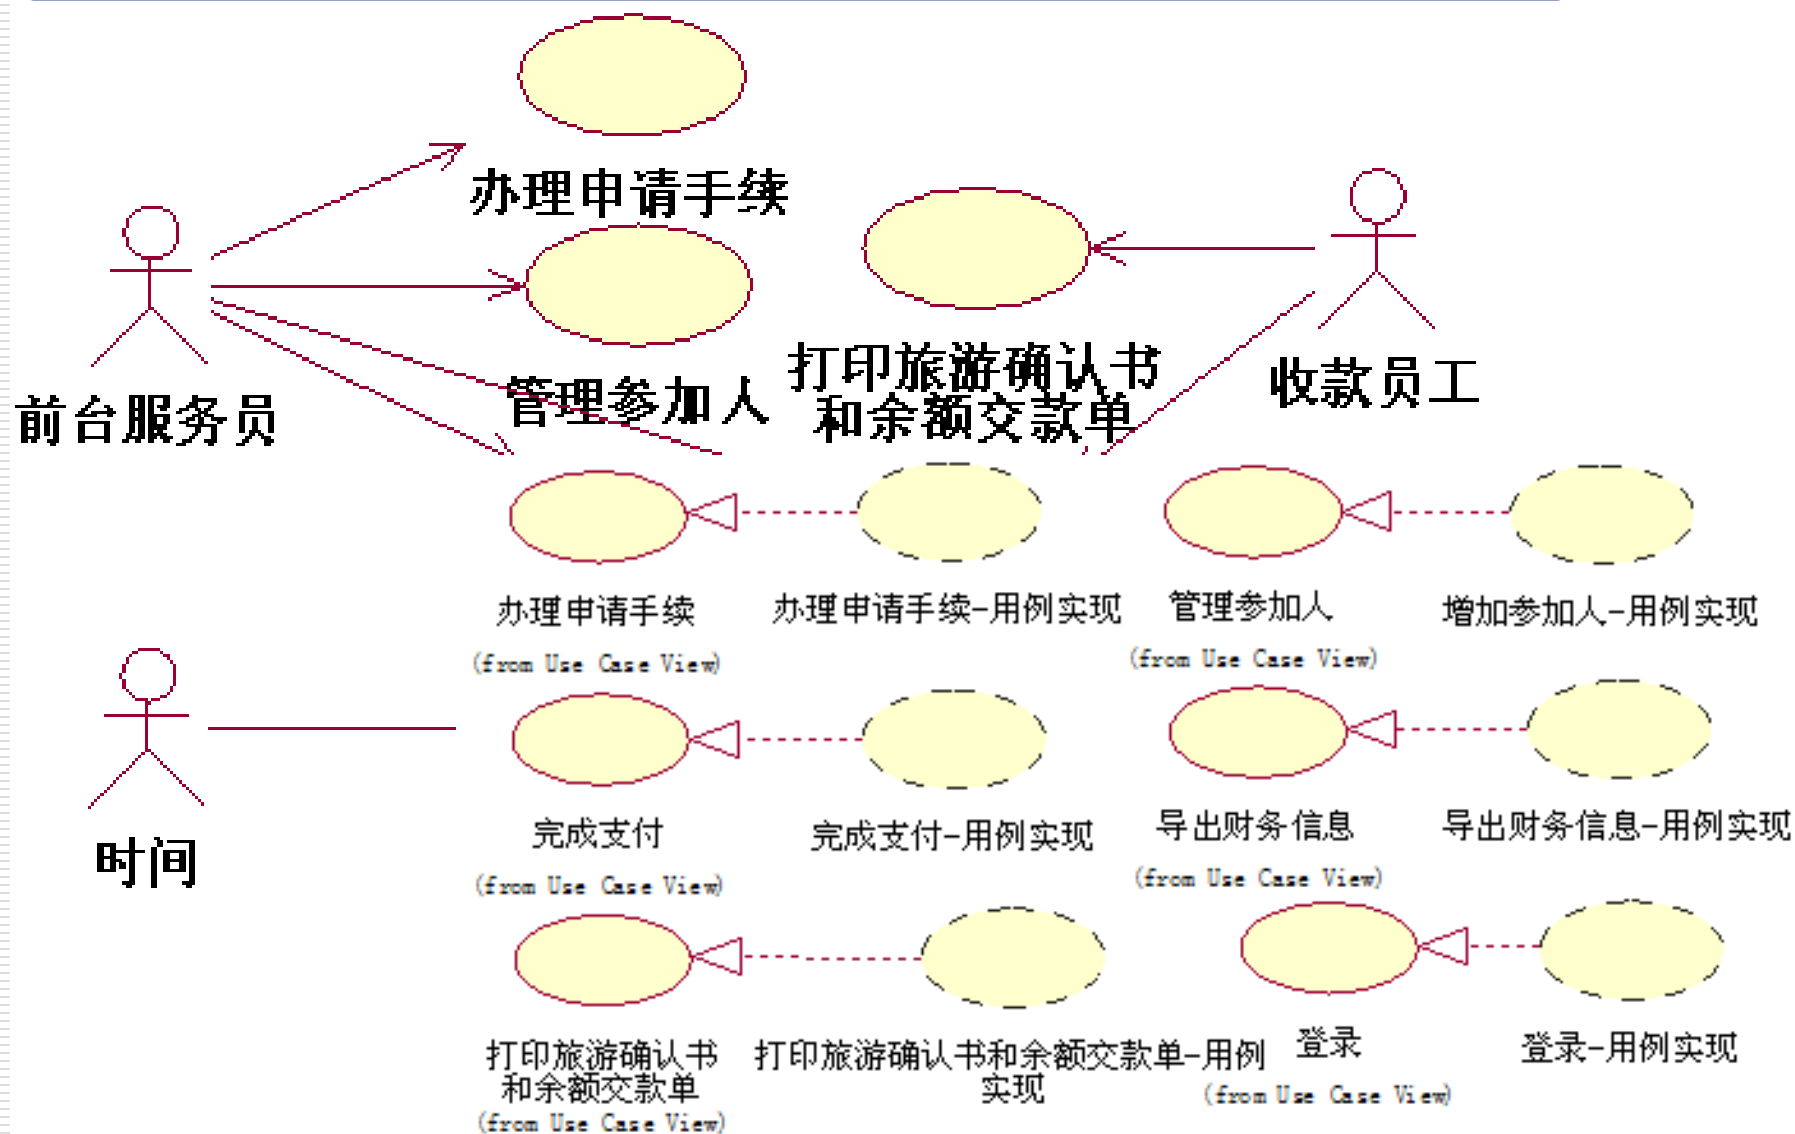 办理申请手续
前台服务员
管理参加人
打印旅游确认书
和余额交款单
收款员工
办理申请手续
(from Use Case View)
办理申请手续-用例实现
管理参加人
(from Use Case View)
增加参加人-用例实现
时间
完成支付
(from Use Case View)
完成支付-用例实现
导出财务信息
(from Use Case View)
导出财务信息-用例实现
打印旅游确认书
和余额交款单
(from Use Case View)
打印旅游确认书和余额交款单-用例
实现
登录
(from Use Case View)
登录-用例实现